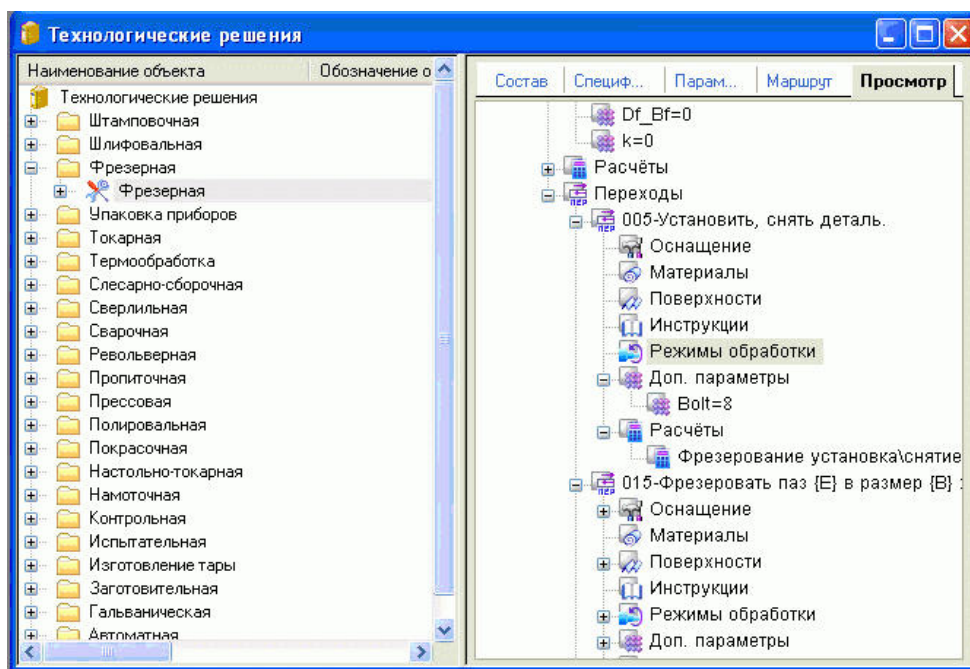 Технологические решения
Наименование объекта Обозначение о
Технологические решения
Штамповочная
Шлифовальная
Фрезерная
Фрезерная
Упаковка приборов
Токарная
Термообработка
Слесарно-сборочная
Сверлильная
Сварочная
Револьверная
Пропиточная
Прессовая
Полировальная
Покрасочная
Настольно-токарная
Намоточная
Контрольная
Испытательная
Изготовление тары
Заготовительная
Гальваническая
Автоматная
Состав Специф... Парам... Маршрут Просмотр
Df_Bf=0
k=0
Расчёты
Переходы
005-Установить, снять деталь.
Оснащение
Материалы
Поверхности
Инструкции
Режимы обработки
Доп. параметры
Bolt=8
Расчёты
Фрезерование установка\снятие
015-Фрезеровать паз {E} в размер {B}
Оснащение
Материалы
Поверхности
Инструкции
Режимы обработки
Доп. параметры